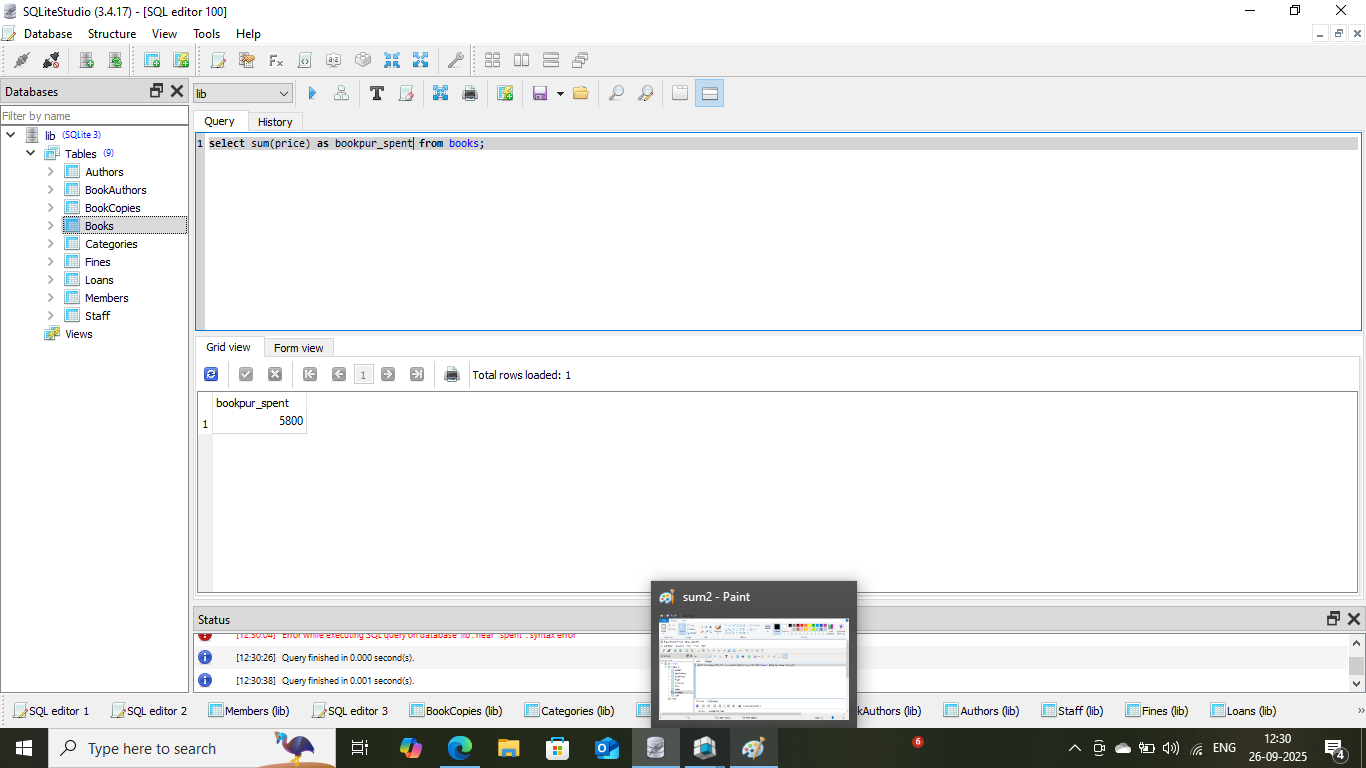 SQLiteStudio (3.4.17) - [SQL editor 100]
Database Structure View Tools Help
Databases
lib
Filter by name
Query History
lib (SQLite 3)
Tables (9)
Authors
BookAuthors
BookCopies
Books
Categories
Fines
Loans
Members
Staff
Views
1 select sum(price) as bookpur_spent from books;
Grid view Form view
1 Total rows loaded: 1
bookpur_spent
1 5800
sum2 - Paint
Status
[12:30:04] Error while executing SQL query on database 'lib': near "spent": syntax error
[12:30:26] Query finished in 0.000 second(s).
[12:30:38] Query finished in 0.001 second(s).
SQL editor 1 SQL editor 2 Members (lib) SQL editor 3 BookCopies (lib) Categories (lib) Authors (lib) Staff (lib) Fines (lib) Loans (lib)
Type here to search
6
ENG
12:30
26-09-2025
4